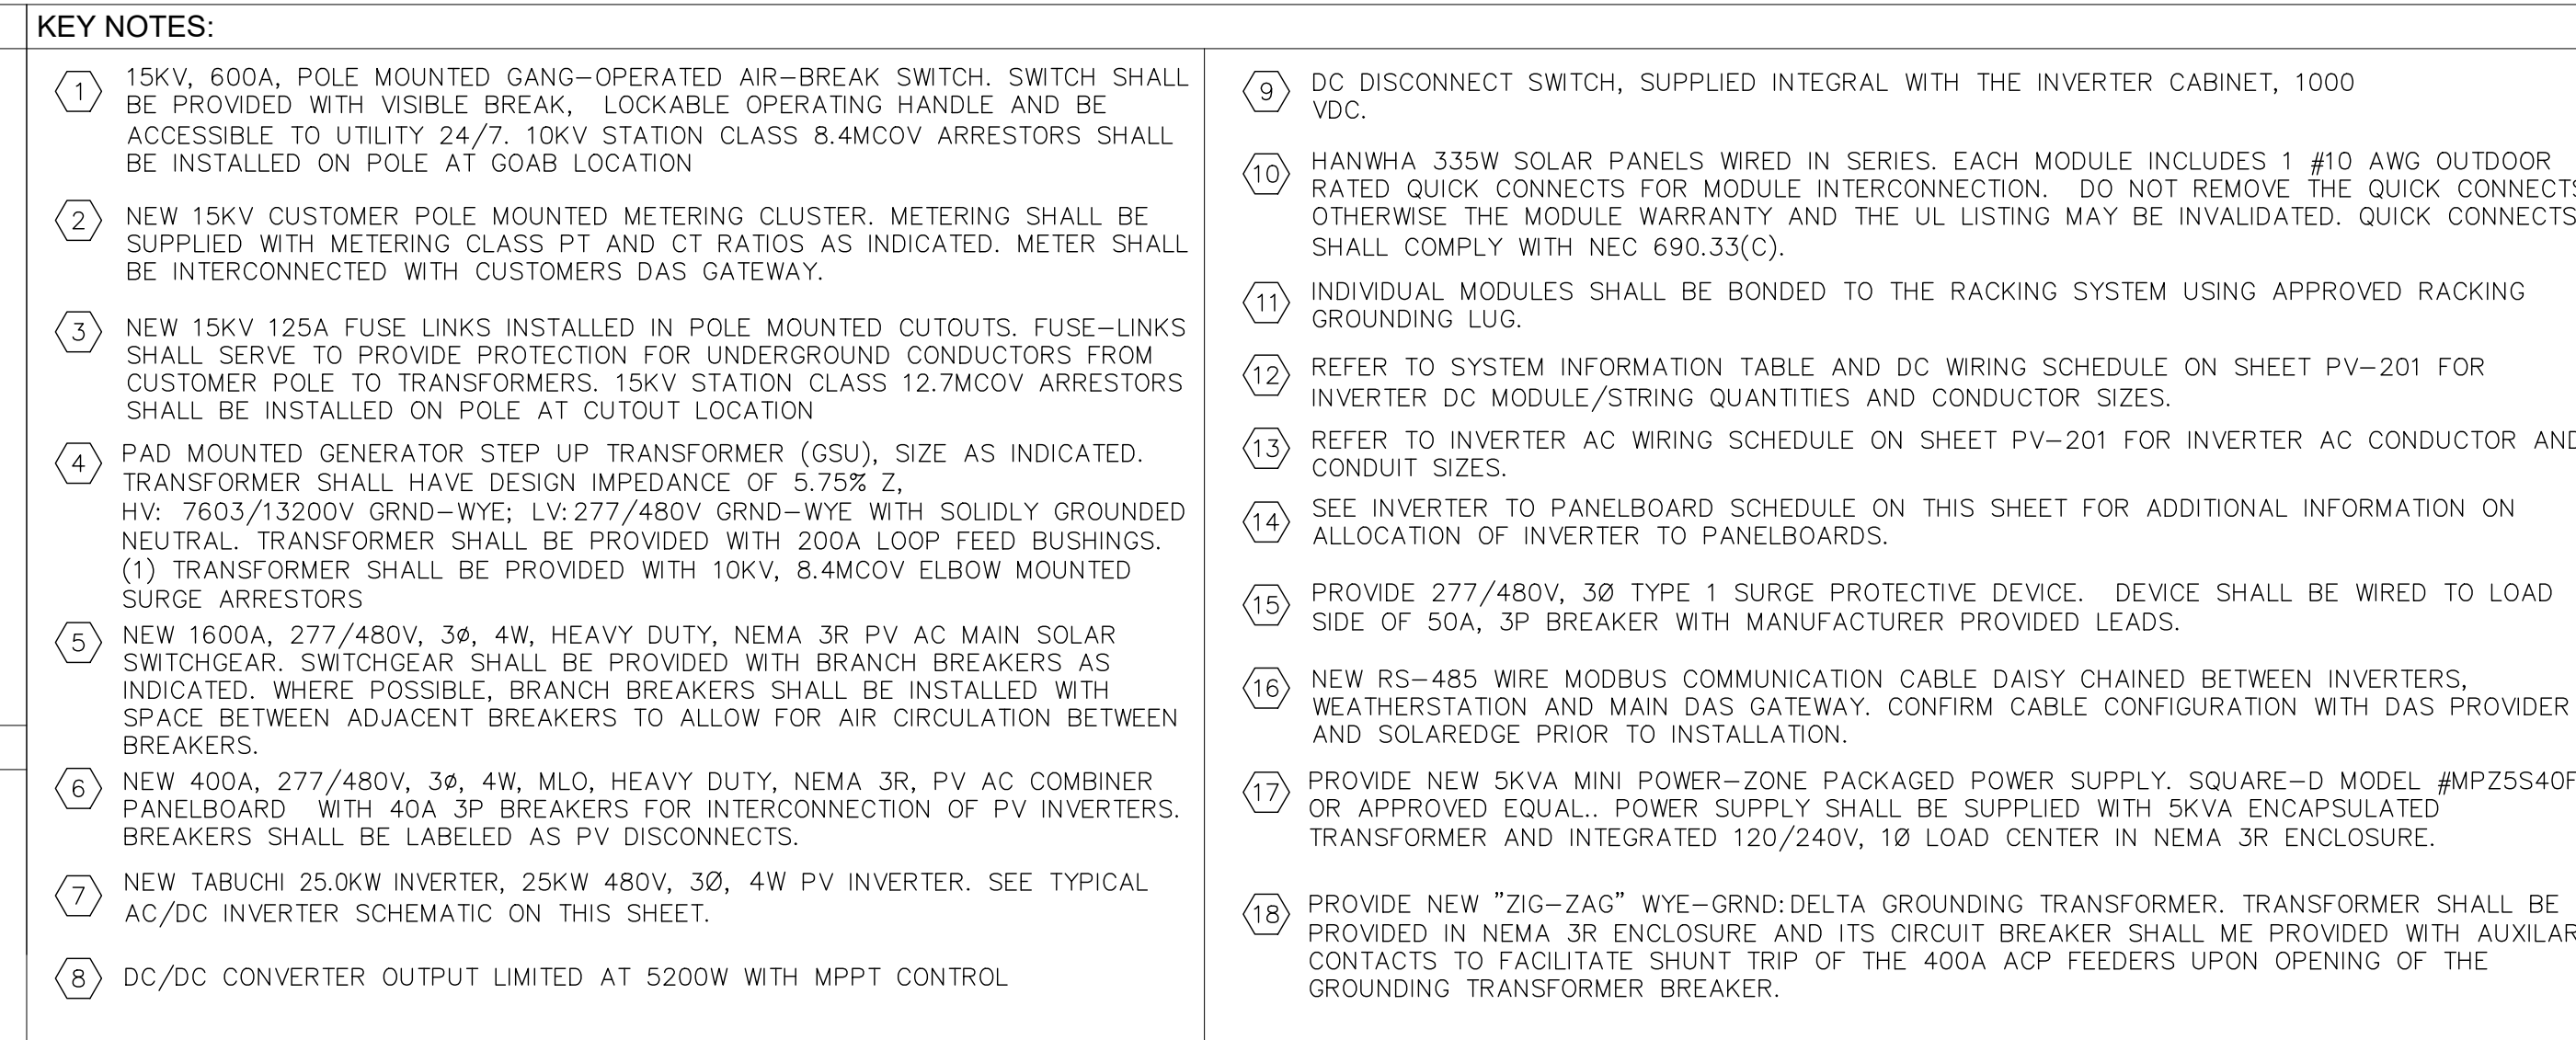 KEY NOTES:
1
15KV, 600A, POLE MOUNTED GANG-OPERATED AIR-BREAK SWITCH. SWITCH SHALL
BE PROVIDED WITH VISIBLE BREAK, LOCKABLE OPERATING HANDLE AND BE
ACCESSIBLE TO UTILITY 24/7. 10KV STATION CLASS 8.4MCOV ARRESTORS SHALL
BE INSTALLED ON POLE AT GOAB LOCATION
2
NEW 15KV CUSTOMER POLE MOUNTED METERING CLUSTER. METERING SHALL BE
SUPPLIED WITH METERING CLASS PT AND CT RATIOS AS INDICATED. METER SHALL
BE INTERCONNECTED WITH CUSTOMERS DAS GATEWAY.
3
NEW 15KV 125A FUSE LINKS INSTALLED IN POLE MOUNTED CUTOUTS. FUSE-LINKS
SHALL SERVE TO PROVIDE PROTECTION FOR UNDERGROUND CONDUCTORS FROM
CUSTOMER POLE TO TRANSFORMERS. 15KV STATION CLASS 12.7MCOV ARRESTORS
SHALL BE INSTALLED ON POLE AT CUTOUT LOCATION
4
PAD MOUNTED GENERATOR STEP UP TRANSFORMER (GSU), SIZE AS INDICATED.
TRANSFORMER SHALL HAVE DESIGN IMPEDANCE OF 5.75% Z,
HV: 7603/13200V GRND-WYE; LV:277/480V GRND-WYE WITH SOLIDLY GROUNDED
NEUTRAL. TRANSFORMER SHALL BE PROVIDED WITH 200A LOOP FEED BUSHINGS.
(1) TRANSFORMER SHALL BE PROVIDED WITH 10KV, 8.4MCOV ELBOW MOUNTED
SURGE ARRESTORS
5
NEW 1600A, 277/480V, 3ø, 4W, HEAVY DUTY, NEMA 3R PV AC MAIN SOLAR
SWITCHGEAR. SWITCHGEAR SHALL BE PROVIDED WITH BRANCH BREAKERS AS
INDICATED. WHERE POSSIBLE, BRANCH BREAKERS SHALL BE INSTALLED WITH
SPACE BETWEEN ADJACENT BREAKERS TO ALLOW FOR AIR CIRCULATION BETWEEN
BREAKERS.
6
NEW 400A, 277/480V, 3ø, 4W, MLO, HEAVY DUTY, NEMA 3R, PV AC COMBINER
PANELBOARD WITH 40A 3P BREAKERS FOR INTERCONNECTION OF PV INVERTERS.
BREAKERS SHALL BE LABELED AS PV DISCONNECTS.
7
NEW TABUCHI 25.0KW INVERTER, 25KW 480V, 3Ø, 4W PV INVERTER. SEE TYPICAL
AC/DC INVERTER SCHEMATIC ON THIS SHEET.
8
DC/DC CONVERTER OUTPUT LIMITED AT 5200W WITH MPPT CONTROL
9
DC DISCONNECT SWITCH, SUPPLIED INTEGRAL WITH THE INVERTER CABINET, 1000
VDC.
10
HANWHA 335W SOLAR PANELS WIRED IN SERIES. EACH MODULE INCLUDES 1 #10 AWG OUTDOOR
RATED QUICK CONNECTS FOR MODULE INTERCONNECTION. DO NOT REMOVE THE QUICK CONNECTS
OTHERWISE THE MODULE WARRANTY AND THE UL LISTING MAY BE INVALIDATED. QUICK CONNECTS
SHALL COMPLY WITH NEC 690.33(C).
11
INDIVIDUAL MODULES SHALL BE BONDED TO THE RACKING SYSTEM USING APPROVED RACKING
GROUNDING LUG.
12
REFER TO SYSTEM INFORMATION TABLE AND DC WIRING SCHEDULE ON SHEET PV-201 FOR
INVERTER DC MODULE/STRING QUANTITIES AND CONDUCTOR SIZES.
13
REFER TO INVERTER AC WIRING SCHEDULE ON SHEET PV-201 FOR INVERTER AC CONDUCTOR AND
CONDUIT SIZES.
14
SEE INVERTER TO PANELBOARD SCHEDULE ON THIS SHEET FOR ADDITIONAL INFORMATION ON
ALLOCATION OF INVERTER TO PANELBOARDS.
15
PROVIDE 277/480V, 3Ø TYPE 1 SURGE PROTECTIVE DEVICE. DEVICE SHALL BE WIRED TO LOAD
SIDE OF 50A, 3P BREAKER WITH MANUFACTURER PROVIDED LEADS.
16
NEW RS-485 WIRE MODBUS COMMUNICATION CABLE DAISY CHAINED BETWEEN INVERTERS,
WEATHERSTATION AND MAIN DAS GATEWAY. CONFIRM CABLE CONFIGURATION WITH DAS PROVIDER
AND SOLAREDGE PRIOR TO INSTALLATION.
17
PROVIDE NEW 5KVA MINI POWER-ZONE PACKAGED POWER SUPPLY. SQUARE-D MODEL #MPZ5S40F
OR APPROVED EQUAL.. POWER SUPPLY SHALL BE SUPPLIED WITH 5KVA ENCAPSULATED
TRANSFORMER AND INTEGRATED 120/240V, 1Ø LOAD CENTER IN NEMA 3R ENCLOSURE.
18
PROVIDE NEW "ZIG-ZAG" WYE-GRND:DELTA GROUNDING TRANSFORMER. TRANSFORMER SHALL BE
PROVIDED IN NEMA 3R ENCLOSURE AND ITS CIRCUIT BREAKER SHALL ME PROVIDED WITH AUXILAR
CONTACTS TO FACILITATE SHUNT TRIP OF THE 400A ACP FEEDERS UPON OPENING OF THE
GROUNDING TRANSFORMER BREAKER.